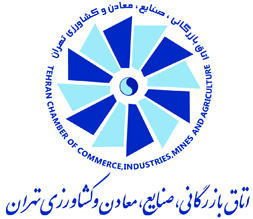 اتاق بازرگانی، صنایع، معادن و کشاورزی تهران
TEHRAN CHAMBER OF COMMERCE,INDUSTRIES,MINES AND AGRICULTURE
اتاق بازرگانی، صنایع، معادن و کشاورزی تهران